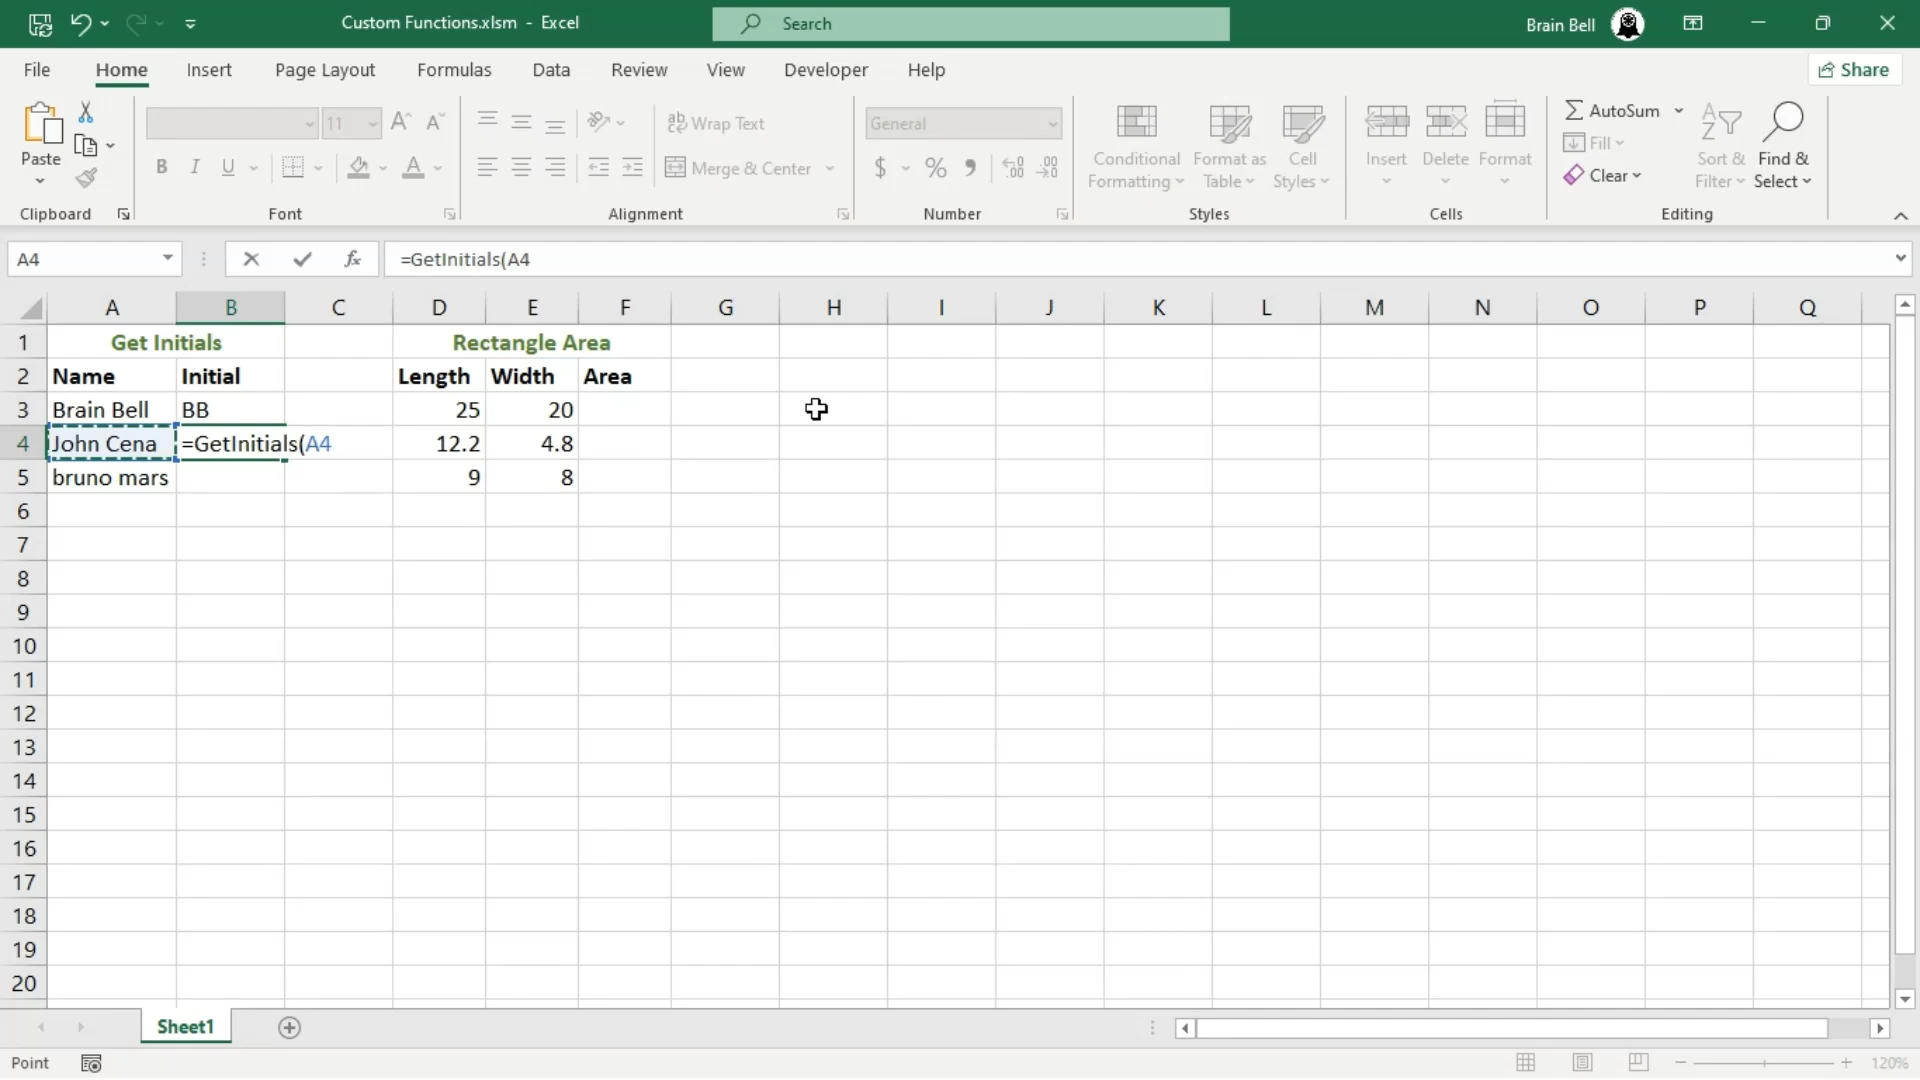 Custom Functions.xlsm - Excel
Search
Brain Bell
File Home Insert Page Layout Formulas Data Review View Developer Help
Share
Paste
Clipboard
11
B I U
Font
ab Wrap Text
Merge & Center
Alignment
General
$ % 9
Number
Conditional Formatting
Format as Table
Cell Styles
Styles
Insert Delete Format
Cells
AutoSum
Fill
Clear
Sort & Filter
Find & Select
Editing
A4
fx
=GetInitials(A4
A B C D E F G H I J K L M N O P Q
1 Get Initials Rectangle Area
2 Name Initial Length Width Area
3 Brain Bell BB 25 20
4 John Cena =GetInitials(A4 12.2 4.8
5 bruno mars 9 8
6
7
8
9
10
11
12
13
14
15
16
17
18
19
20
Sheet1
Point
120%